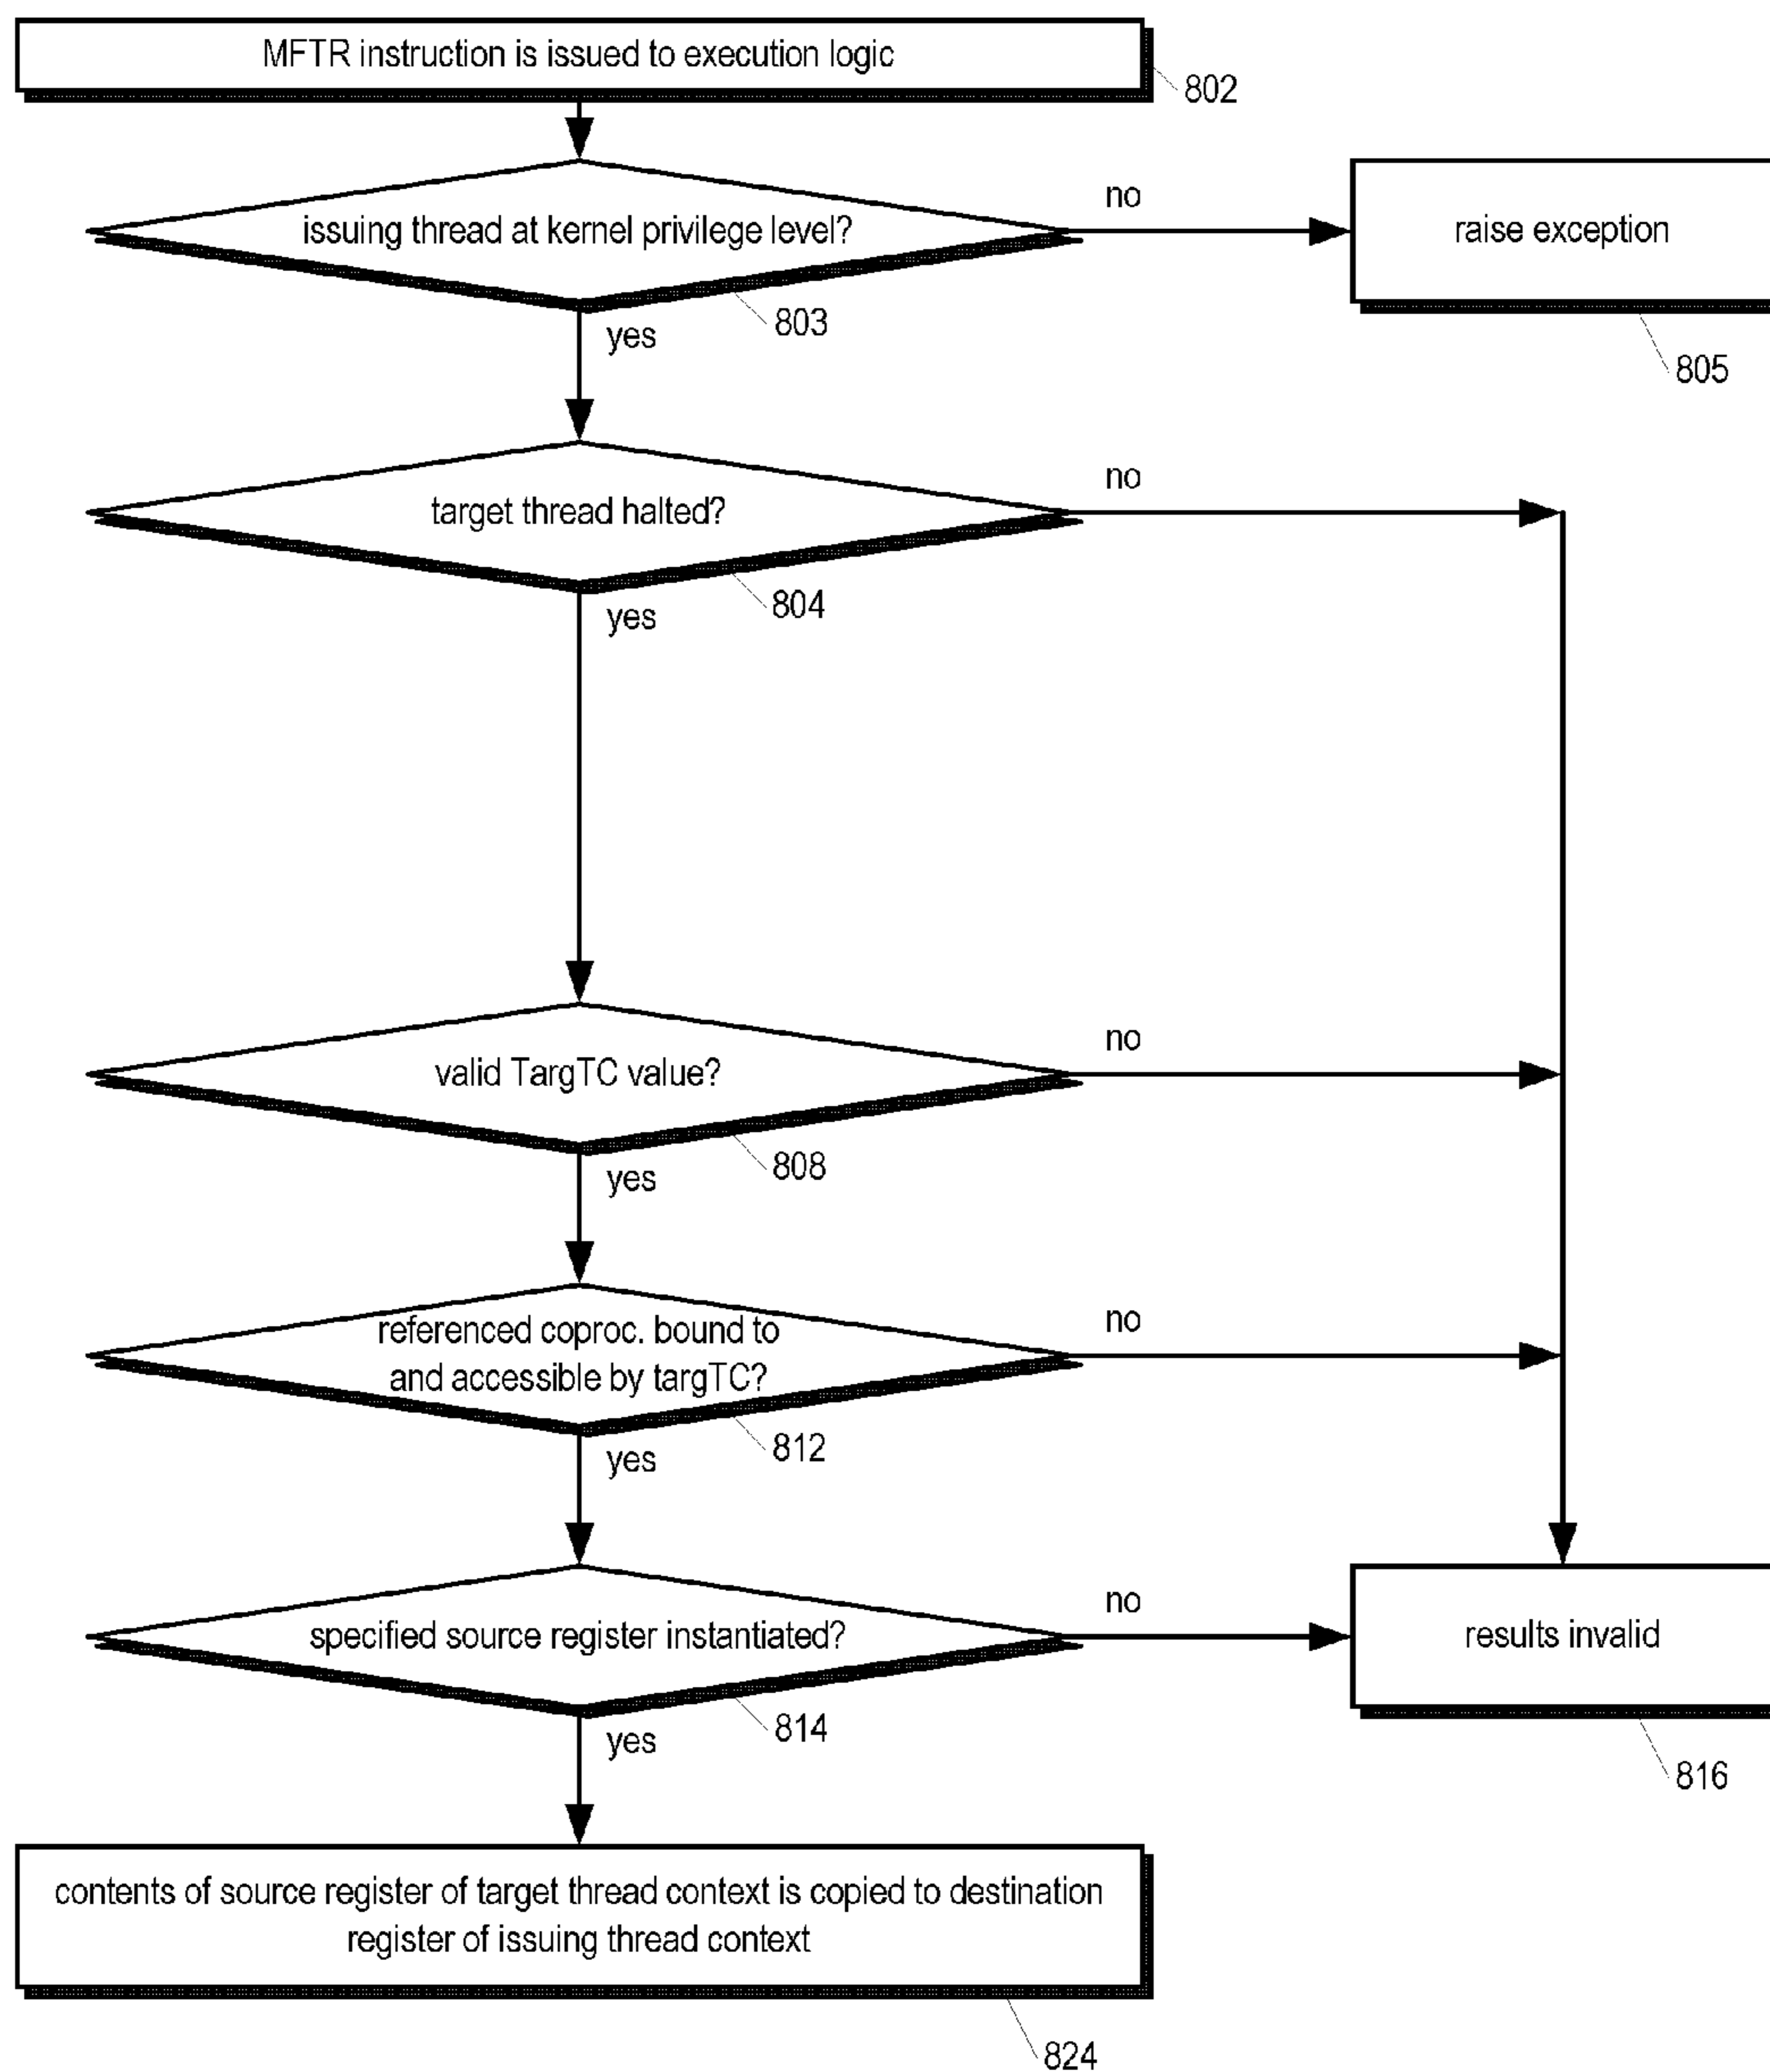 MFTR instruction is issued to execution logic
802
issuing thread at kernel privilege level?
no
raise exception
803
yes
805
target thread halted?
no
804
yes
valid TargTC value?
no
808
yes
referenced coproc. bound to
and accessible by targTC?
no
812
yes
specified source register instantiated?
no
results invalid
814
yes
816
contents of source register of target thread context is copied to destination
register of issuing thread context
824